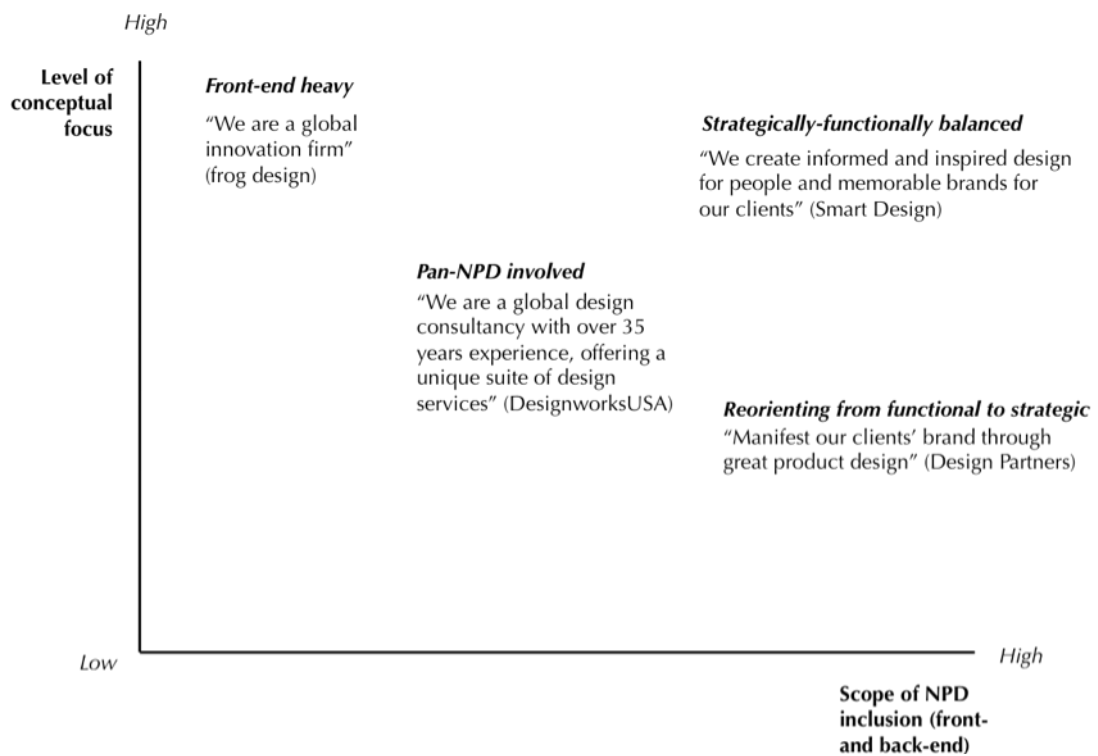 High
Level of
conceptual
focus
Front-end heavy
“We are a global
innovation firm”
(frog design)
Strategically-functionally balanced
“We create informed and inspired design
for people and memorable brands for
our clients” (Smart Design)
Pan-NPD involved
“We are a global design
consultancy with over 35
years experience, offering a
unique suite of design
services” (DesignworksUSA)
Reorienting from functional to strategic
“Manifest our clients’ brand through
great product design” (Design Partners)
Low
High
Scope of NPD
inclusion (front-
and back-end)